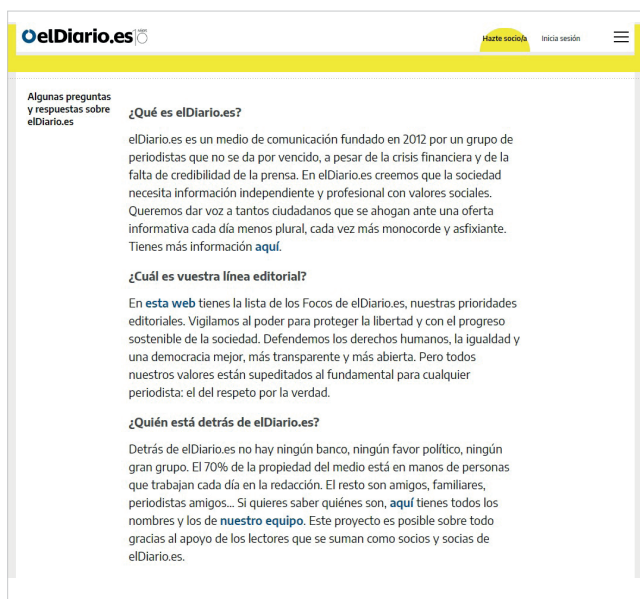 elDiario.es
Hazte socio/a
Inicia sesión
Algunas preguntas
y respuestas sobre
elDiario.es
¿Qué es elDiario.es?
elDiario.es es un medio de comunicación fundado en 2012 por un grupo de
periodistas que no se da por vencido, a pesar de la crisis financiera y de la
falta de credibilidad de la prensa. En elDiario.es creemos que la sociedad
necesita información independiente y profesional con valores sociales.
Queremos dar voz a tantos ciudadanos que se ahogan ante una oferta
informativa cada día menos plural, cada vez más monocorde y asfixiante.
Tienes más información aquí.
¿Cuál es vuestra línea editorial?
En esta web tienes la lista de los Focos de elDiario.es, nuestras prioridades
editoriales. Vigilamos al poder para proteger la libertad y con el progreso
sostenible de la sociedad. Defendemos los derechos humanos, la igualdad y
una democracia mejor, más transparente y más abierta. Pero todos
nuestros valores están supeditados al fundamental para cualquier
periodista: el del respeto por la verdad.
¿Quién está detrás de elDiario.es?
Detrás de elDiario.es no hay ningún banco, ningún favor político, ningún
gran grupo. El 70% de la propiedad del medio está en manos de personas
que trabajan cada día en la redacción. El resto son amigos, familiares,
periodistas amigos... Si quieres saber quiénes son, aquí tienes todos los
nombres y los de nuestro equipo. Este proyecto es posible sobre todo
gracias al apoyo de los lectores que se suman como socios y socias de
elDiario.es.